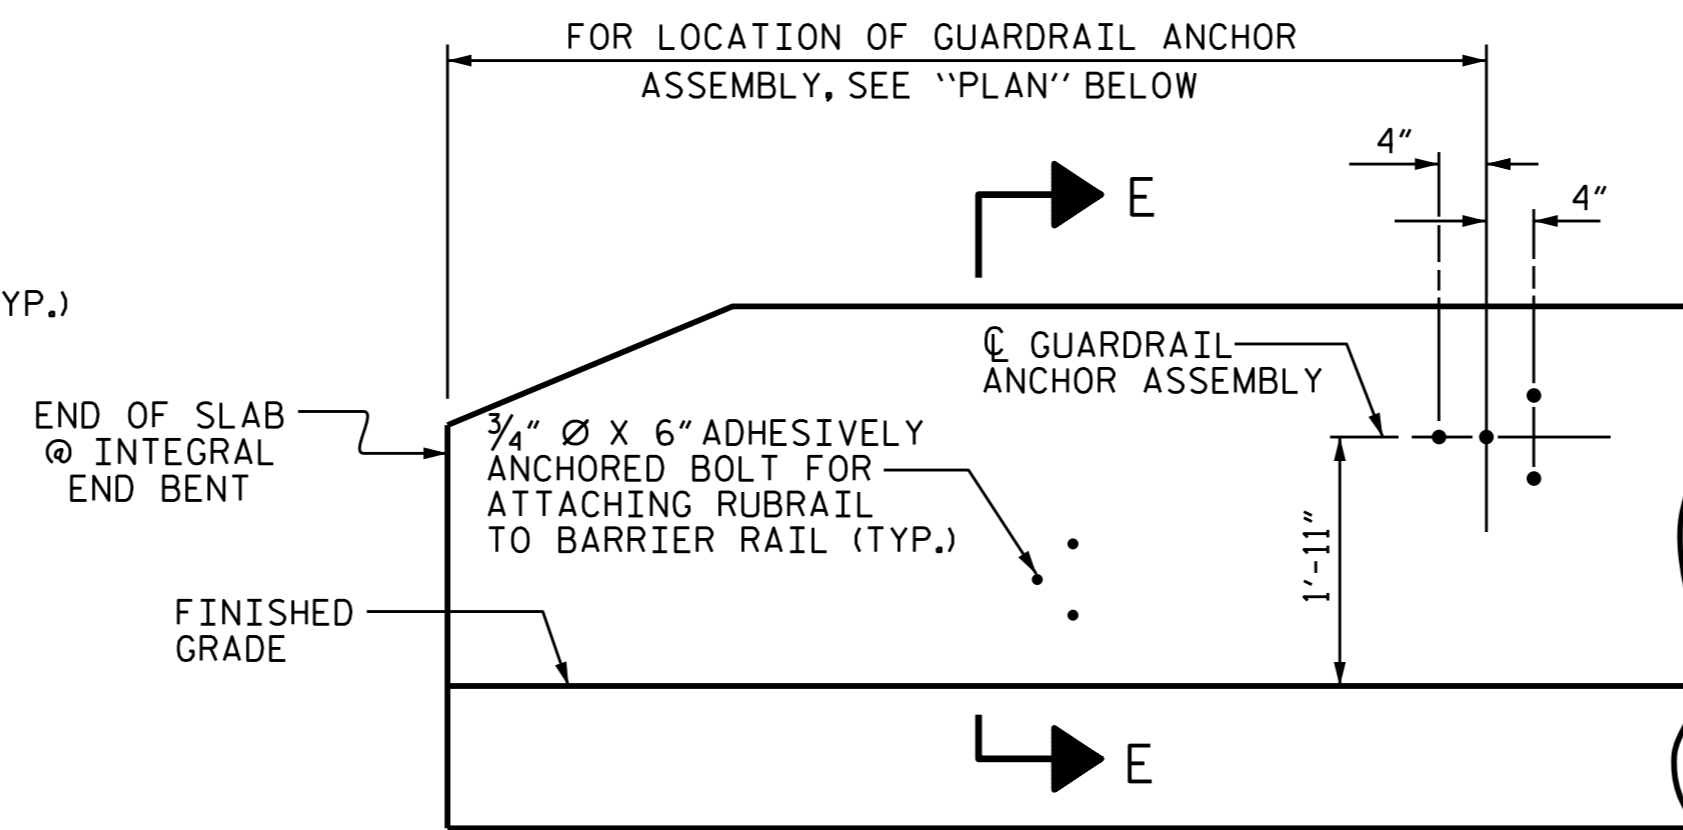 FOR LOCATION OF GUARDRAIL ANCHOR
ASSEMBLY, SEE "PLAN" BELOW
4"
4"
E
YP.)
℄ GUARDRAIL
ANCHOR ASSEMBLY
END OF SLAB
@ INTEGRAL
END BENT
3/4" Ø X 6" ADHESIVELY
ANCHORED BOLT FOR
ATTACHING RUBRAIL
TO BARRIER RAIL (TYP.)
1'-11"
FINISHED
GRADE
E